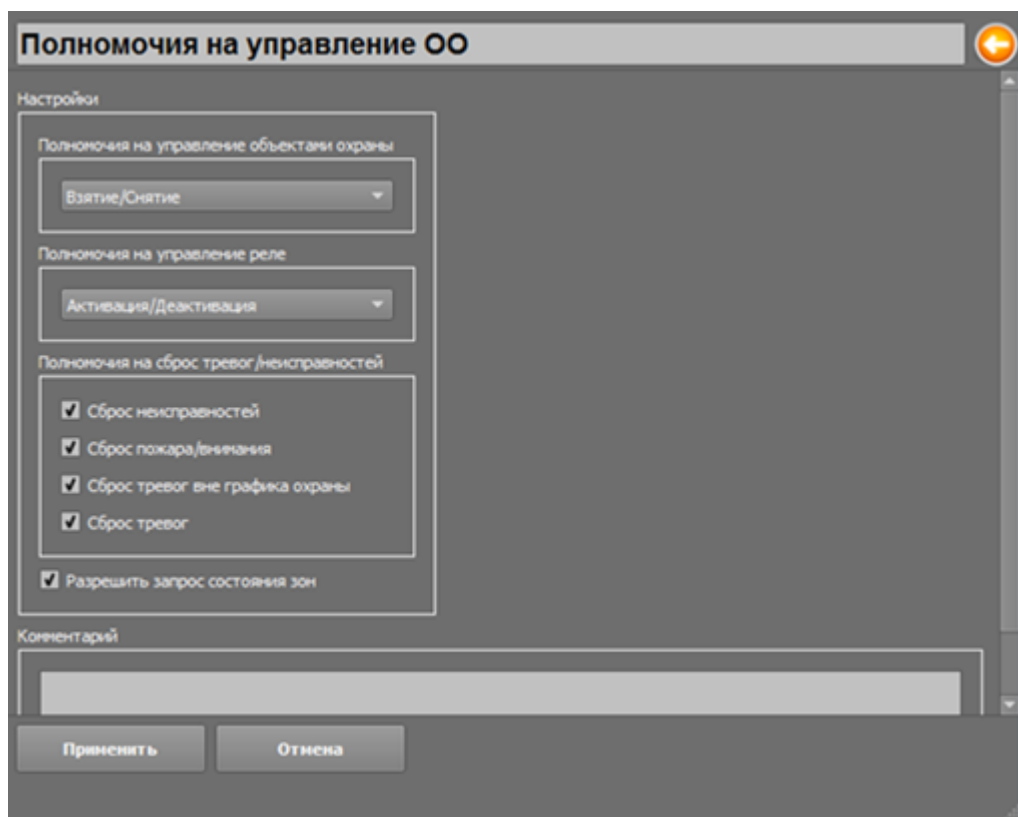 Полномочия на управление ОО
Настройки
Полномочия на управление объектами охраны
Взятие/Снятие
Полномочия на управление реле
Активация/Деактивация
Полномочия на сброс тревог/неисправностей
Сброс неисправностей
Сброс пожара/внимания
Сброс тревог вне графика охраны
Сброс тревог
Разрешить запрос состояния зон
Комментарий
Применить Отмена